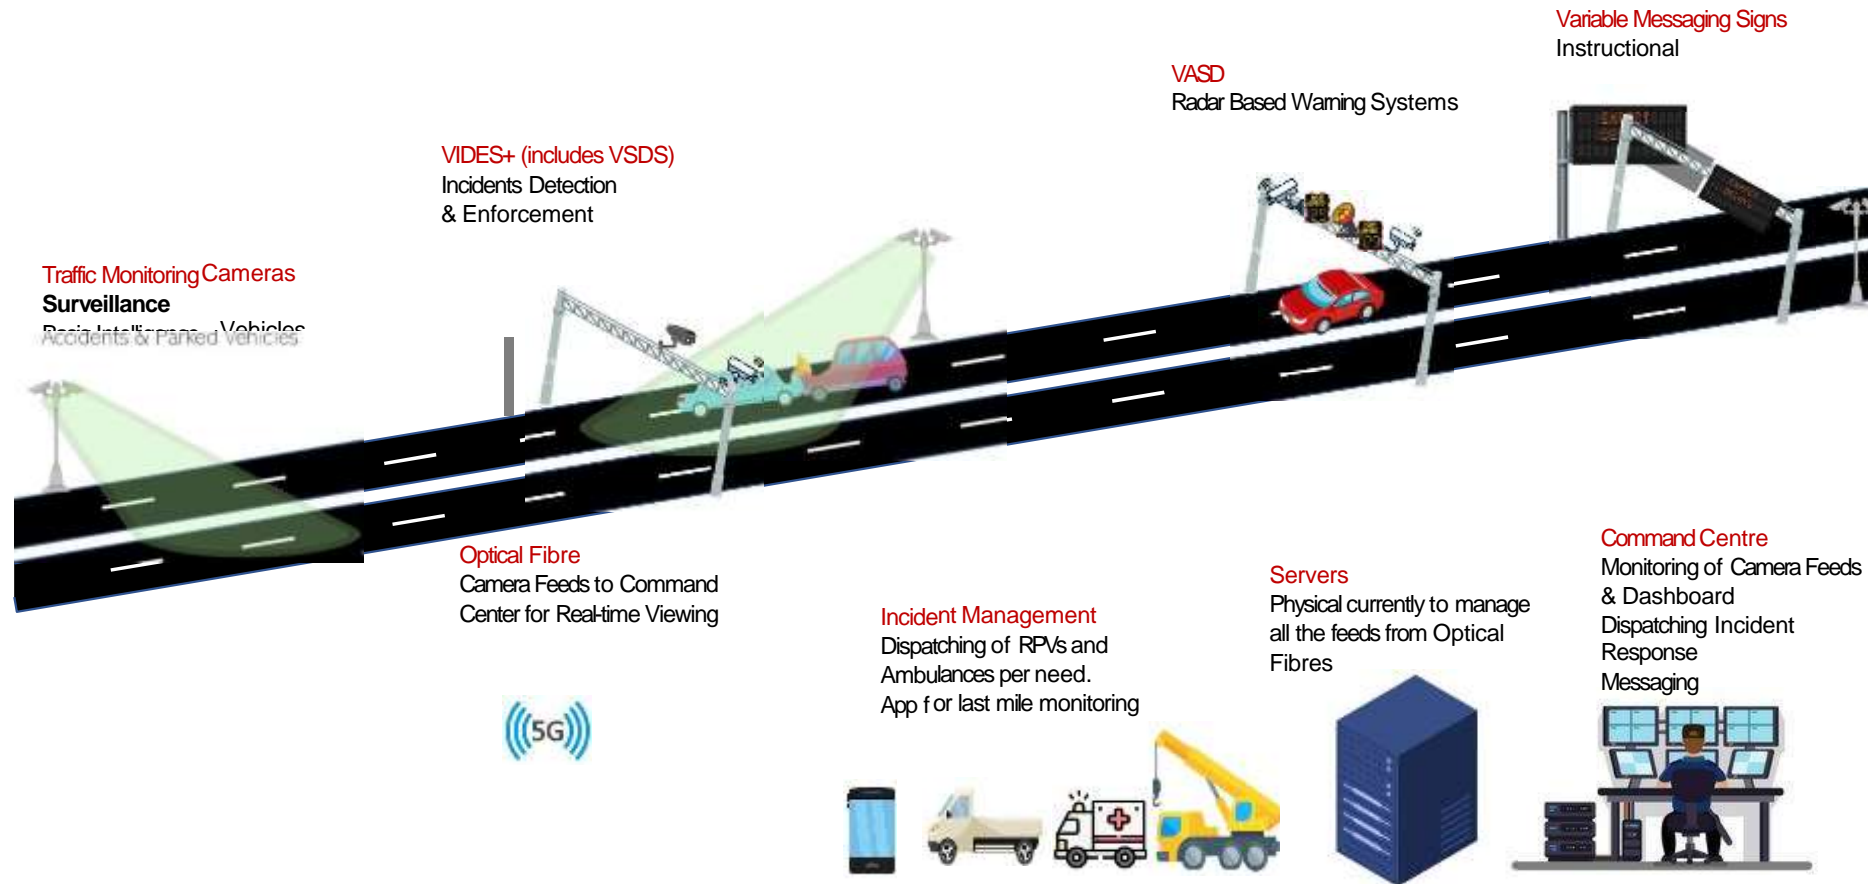 Variable Messaging Signs
Instructional
VASD
Radar Based Warning Systems
VIDES+ (includes VSDS)
Incidents Detection
& Enforcement
Traffic Monitoring Cameras
Surveillance
Vehicles
Accidents & Parked Vehicles
Optical Fibre
Camera Feeds to Command
Center for Real-time Viewing
5G
Incident Management
Dispatching of RPVs and
Ambulances per need.
App for last mile monitoring
Servers
Physical currently to manage
all the feeds from Optical
Fibres
Command Centre
Monitoring of Camera Feeds
& Dashboard
Dispatching Incident
Response
Messaging